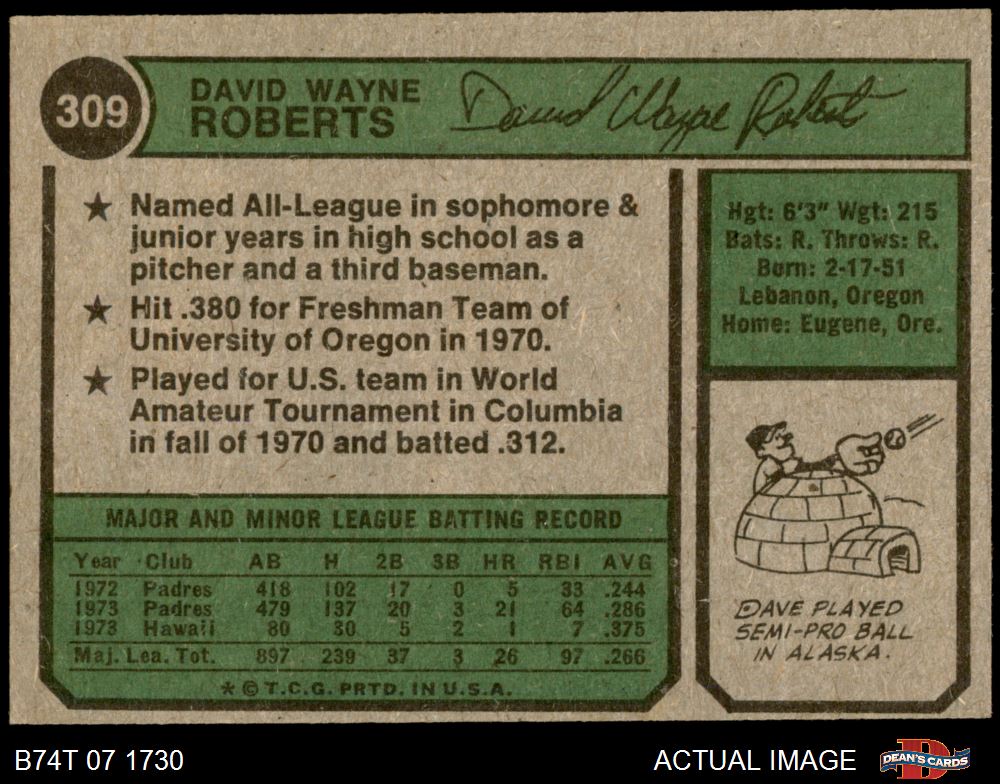 309
DAVID WAYNE
ROBERTS
David Wayne Roberts
★ Named All-League in sophomore &
junior years in high school as a
pitcher and a third baseman.
★ Hit .380 for Freshman Team of
University of Oregon in 1970.
★ Played for U.S. team in World
Amateur Tournament in Columbia
in fall of 1970 and batted .312.
Hgt: 6'3" Wgt: 215
Bats: R. Throws: R.
Born: 2-17-51
Lebanon, Oregon
Home: Eugene, Ore.
DAVE PLAYED
SEMI-PRO BALL
IN ALASKA.
MAJOR AND MINOR LEAGUE BATTING RECORD
Year Club AB H 2B 3B HR RBI AVG
1972 Padres 418 102 17 0 5 33 .244
1973 Padres 479 137 20 3 21 64 .286
1973 Hawaii 80 30 5 2 1 7 .375
Maj. Lea. Tot. 897 239 37 3 26 97 .266
* © T.C.G. PRTD. IN U.S.A.
B74T 07 1730
ACTUAL IMAGE
D
DEAN'S CARDS